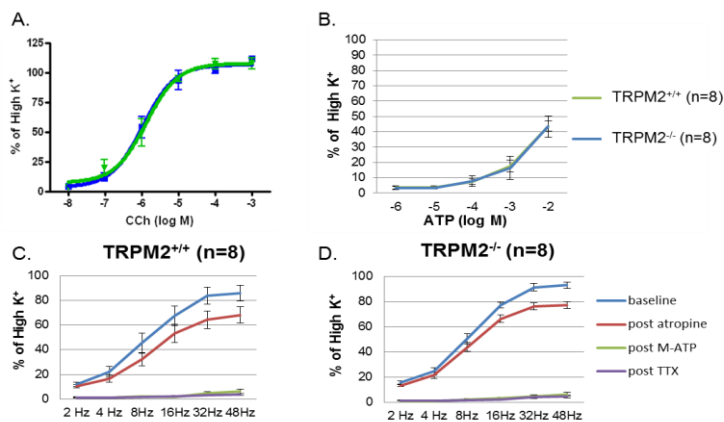 A.
125
100
75
50
25
0
% of High K⁺
-8 -7 -6 -5 -4 -3
CCh (log M)
B.
100
90
80
70
60
50
40
30
20
10
0
% of High K⁺
-6 -5 -4 -3 -2
ATP (log M)
TRPM2⁺/⁺ (n=8)
TRPM2⁻/⁻ (n=8)
C.
TRPM2⁺/⁺ (n=8)
100
80
60
40
20
0
% of High K⁺
2 Hz 4 Hz 8Hz 16Hz 32Hz 48Hz
D.
TRPM2⁻/⁻ (n=8)
100
80
60
40
20
0
% of High K⁺
2 Hz 4 Hz 8Hz 16Hz 32Hz 48Hz
baseline
post atropine
post M-ATP
post TTX